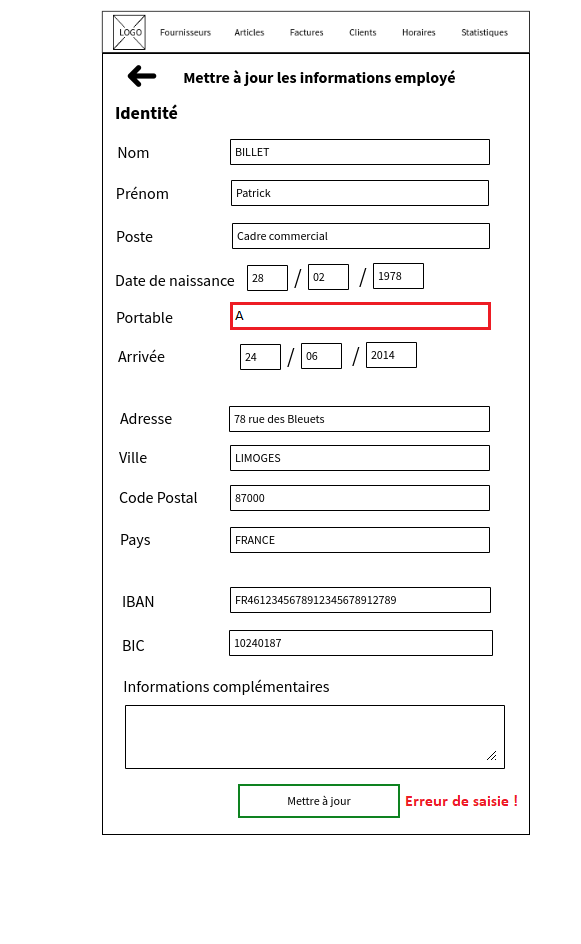 LOGO Fournisseurs Articles Factures Clients Horaires Statistiques
Mettre à jour les informations employé
Identité
Nom BILLET
Prénom Patrick
Poste Cadre commercial
Date de naissance 28 / 02 / 1978
Portable A
Arrivée 24 / 06 / 2014
Adresse 78 rue des Bleuets
Ville LIMOGES
Code Postal 87000
Pays FRANCE
IBAN FR4612345678912345678912789
BIC 10240187
Informations complémentaires
Mettre à jour Erreur de saisie !